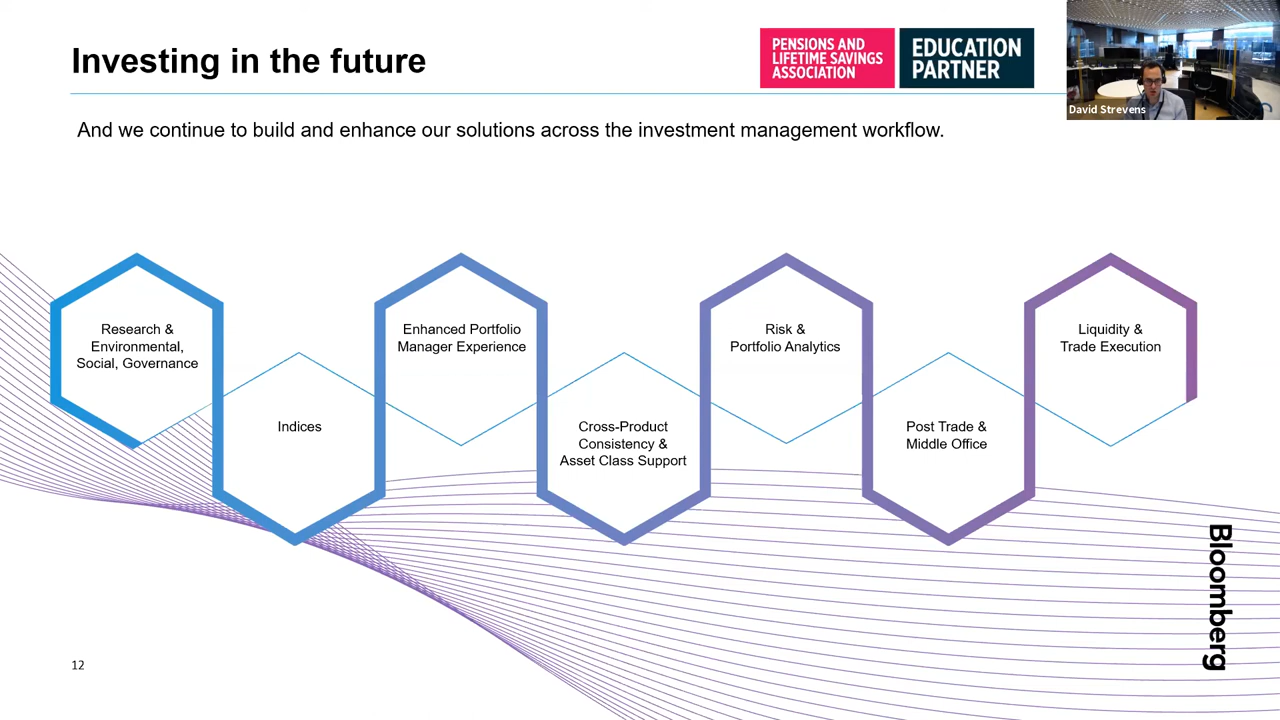 Investing in the future
PENSIONS AND
LIFETIME SAVINGS
ASSOCIATION
EDUCATION
PARTNER
David Strevens
And we continue to build and enhance our solutions across the investment management workflow.
Research &
Environmental,
Social, Governance
Indices
Enhanced Portfolio
Manager Experience
Cross-Product
Consistency &
Asset Class Support
Risk &
Portfolio Analytics
Post Trade &
Middle Office
Liquidity &
Trade Execution
Bloomberg
12